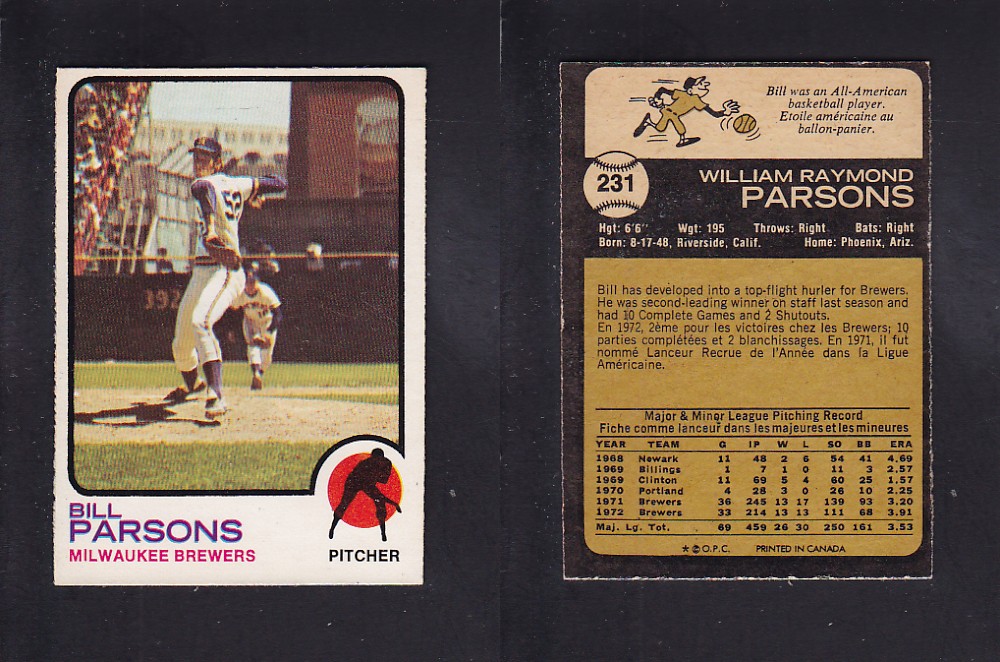 392
53
BILL
PARSONS
MILWAUKEE BREWERS
PITCHER
Bill was an All-American
basketball player.
Etoile américaine au
ballon-panier.
231
WILLIAM RAYMOND
PARSONS
Hgt: 6'6" Wgt: 195 Throws: Right Bats: Right
Born: 8-17-48, Riverside, Calif. Home: Phoenix, Ariz.
Bill has developed into a top-flight hurler for Brewers.
He was second-leading winner on staff last season and
had 10 Complete Games and 2 Shutouts.
En 1972, 2ème pour les victoires chez les Brewers; 10
parties complétées et 2 blanchissages. En 1971, il fut
nommé Lanceur Recrue de l'Année dans la Ligue
Américaine.
Major & Minor League Pitching Record
Fiche comme lanceur dans les majeures et les mineures
YEAR TEAM G IP W L SO BB ERA
1968 Newark 11 48 2 6 54 41 4.69
1969 Billings 1 7 1 0 11 3 2.57
1969 Clinton 11 69 5 4 60 25 1.57
1970 Portland 4 28 3 0 26 10 2.25
1971 Brewers 36 245 13 17 139 93 3.20
1972 Brewers 33 214 13 13 111 68 3.91
Maj. Lg. Tot. 69 459 26 30 250 161 3.53
*© O.P.C. PRINTED IN CANADA